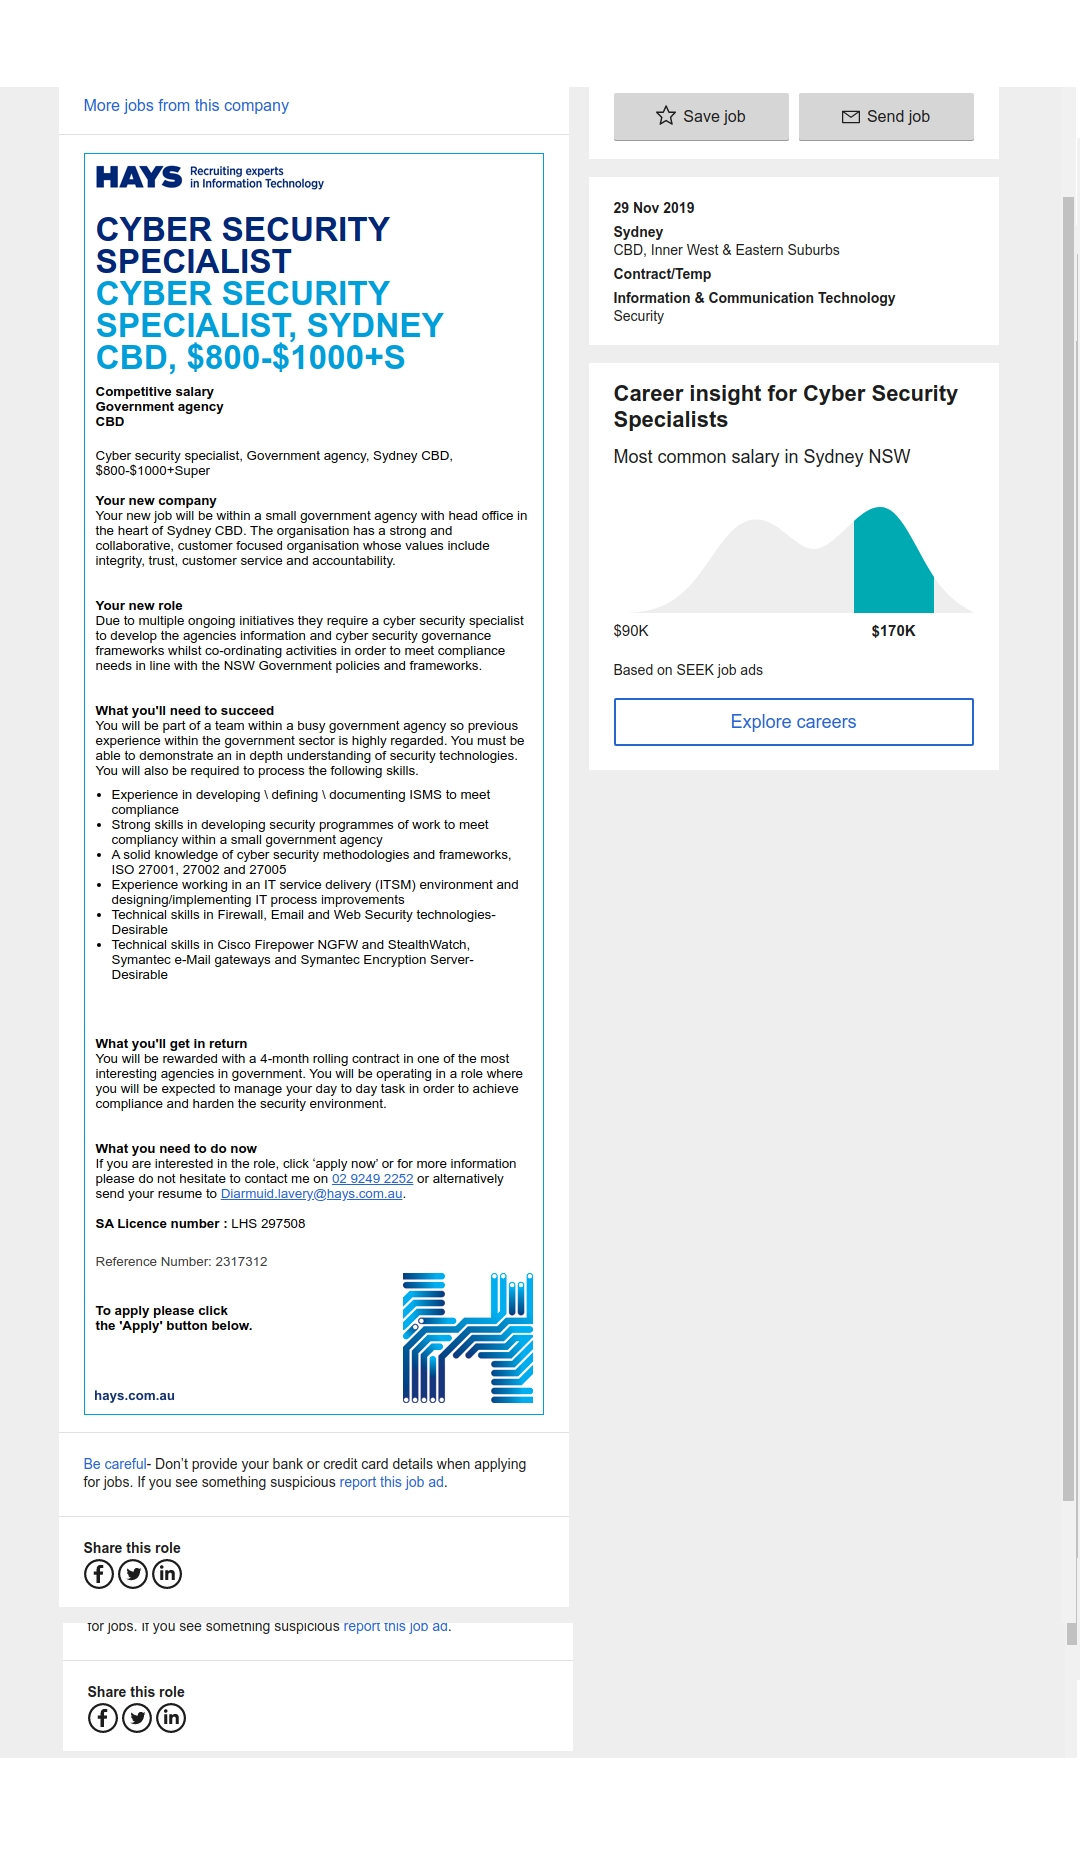 More jobs from this company
HAYS Recruiting experts
in Information Technology
CYBER SECURITY
SPECIALIST
CYBER SECURITY
SPECIALIST, SYDNEY
CBD, $800-$1000+S
Competitive salary
Government agency
CBD
Cyber security specialist, Government agency, Sydney CBD,
$800-$1000+Super
Your new company
Your new job will be within a small government agency with head office in
the heart of Sydney CBD. The organisation has a strong and
collaborative, customer focused organisation whose values include
integrity, trust, customer service and accountability.
Your new role
Due to multiple ongoing initiatives they require a cyber security specialist
to develop the agencies information and cyber security governance
frameworks whilst co-ordinating activities in order to meet compliance
needs in line with the NSW Government policies and frameworks.
What you'll need to succeed
You will be part of a team within a busy government agency so previous
experience within the government sector is highly regarded. You must be
able to demonstrate an in depth understanding of security technologies.
You will also be required to process the following skills.
• Experience in developing \ defining \ documenting ISMS to meet
compliance
• Strong skills in developing security programmes of work to meet
compliancy within a small government agency
• A solid knowledge of cyber security methodologies and frameworks,
ISO 27001, 27002 and 27005
• Experience working in an IT service delivery (ITSM) environment and
designing/implementing IT process improvements
• Technical skills in Firewall, Email and Web Security technologies-
Desirable
• Technical skills in Cisco Firepower NGFW and StealthWatch,
Symantec e-Mail gateways and Symantec Encryption Server-
Desirable
What you'll get in return
You will be rewarded with a 4-month rolling contract in one of the most
interesting agencies in government. You will be operating in a role where
you will be expected to manage your day to day task in order to achieve
compliance and harden the security environment.
What you need to do now
If you are interested in the role, click ‘apply now’ or for more information
please do not hesitate to contact me on 02 9249 2252 or alternatively
send your resume to Diarmuid.lavery@hays.com.au.
SA Licence number : LHS 297508
Reference Number: 2317312
To apply please click
the 'Apply' button below.
hays.com.au
Be careful- Don’t provide your bank or credit card details when applying
for jobs. If you see something suspicious report this job ad.
Share this role
for jobs. If you see something suspicious report this job ad.
Share this role
Save job
Send job
29 Nov 2019
Sydney
CBD, Inner West & Eastern Suburbs
Contract/Temp
Information & Communication Technology
Security
Career insight for Cyber Security
Specialists
Most common salary in Sydney NSW
$90K
$170K
Based on SEEK job ads
Explore careers